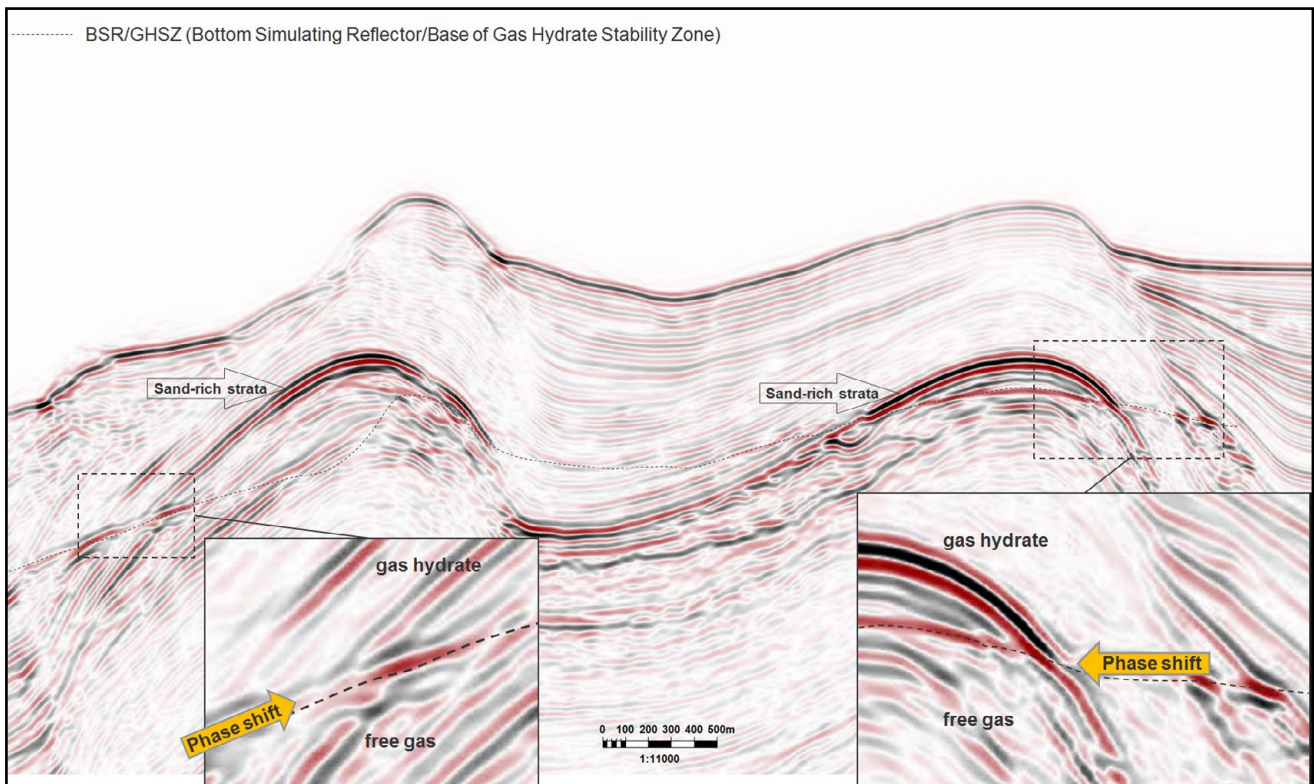 BSR/GHSZ (Bottom Simulating Reflector/Base of Gas Hydrate Stability Zone)
Sand-rich strata
Sand-rich strata
gas hydrate
Phase shift
free gas
gas hydrate
Phase shift
free gas
0 100 200 300 400 500m
1:11000